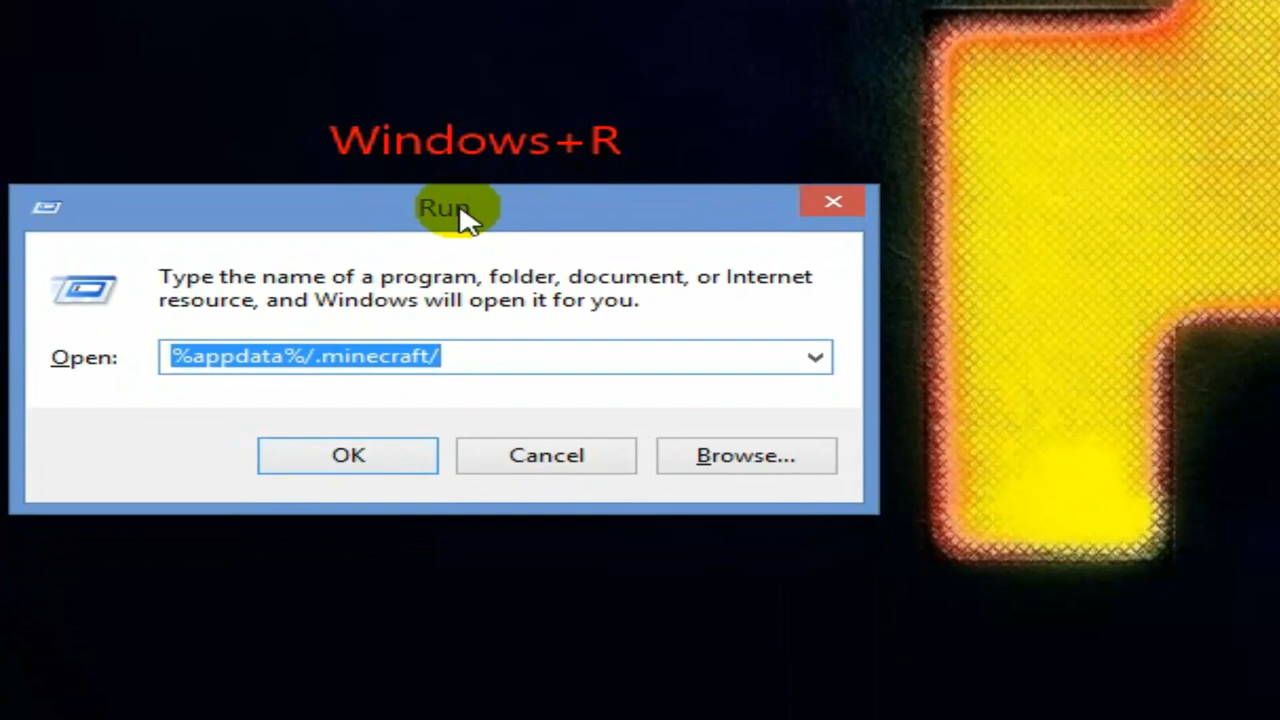 Windows+R
Run
Type the name of a program, folder, document, or Internet
resource, and Windows will open it for you.
Open:
%appdata%/.minecraft/
OK
Cancel
Browse...